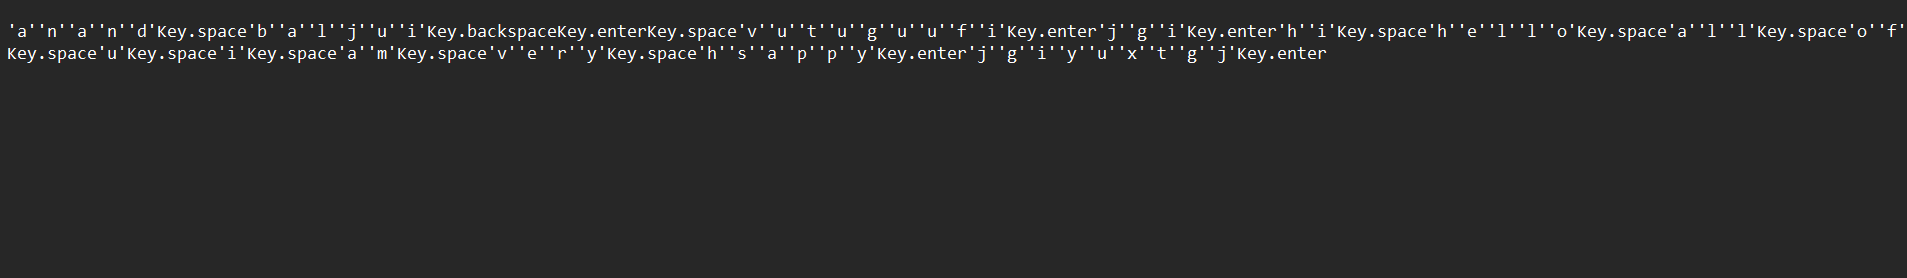 'a''n''a''n''d'Key.space'b''a''l''j''u''i'Key.backspaceKey.enterKey.space'v''u''t''u''g''u''u''f''i'Key.enter'j''g''i'Key.enter'h''i'Key.space'h''e''l''l''o'Key.space'a''l''l'Key.space'o''f'
Key.space'u'Key.space'i'Key.space'a''m'Key.space'v''e''r''y'Key.space'h''s''a''p''p''y'Key.enter'j''g''i''y''u''x''t''g''j'Key.enter